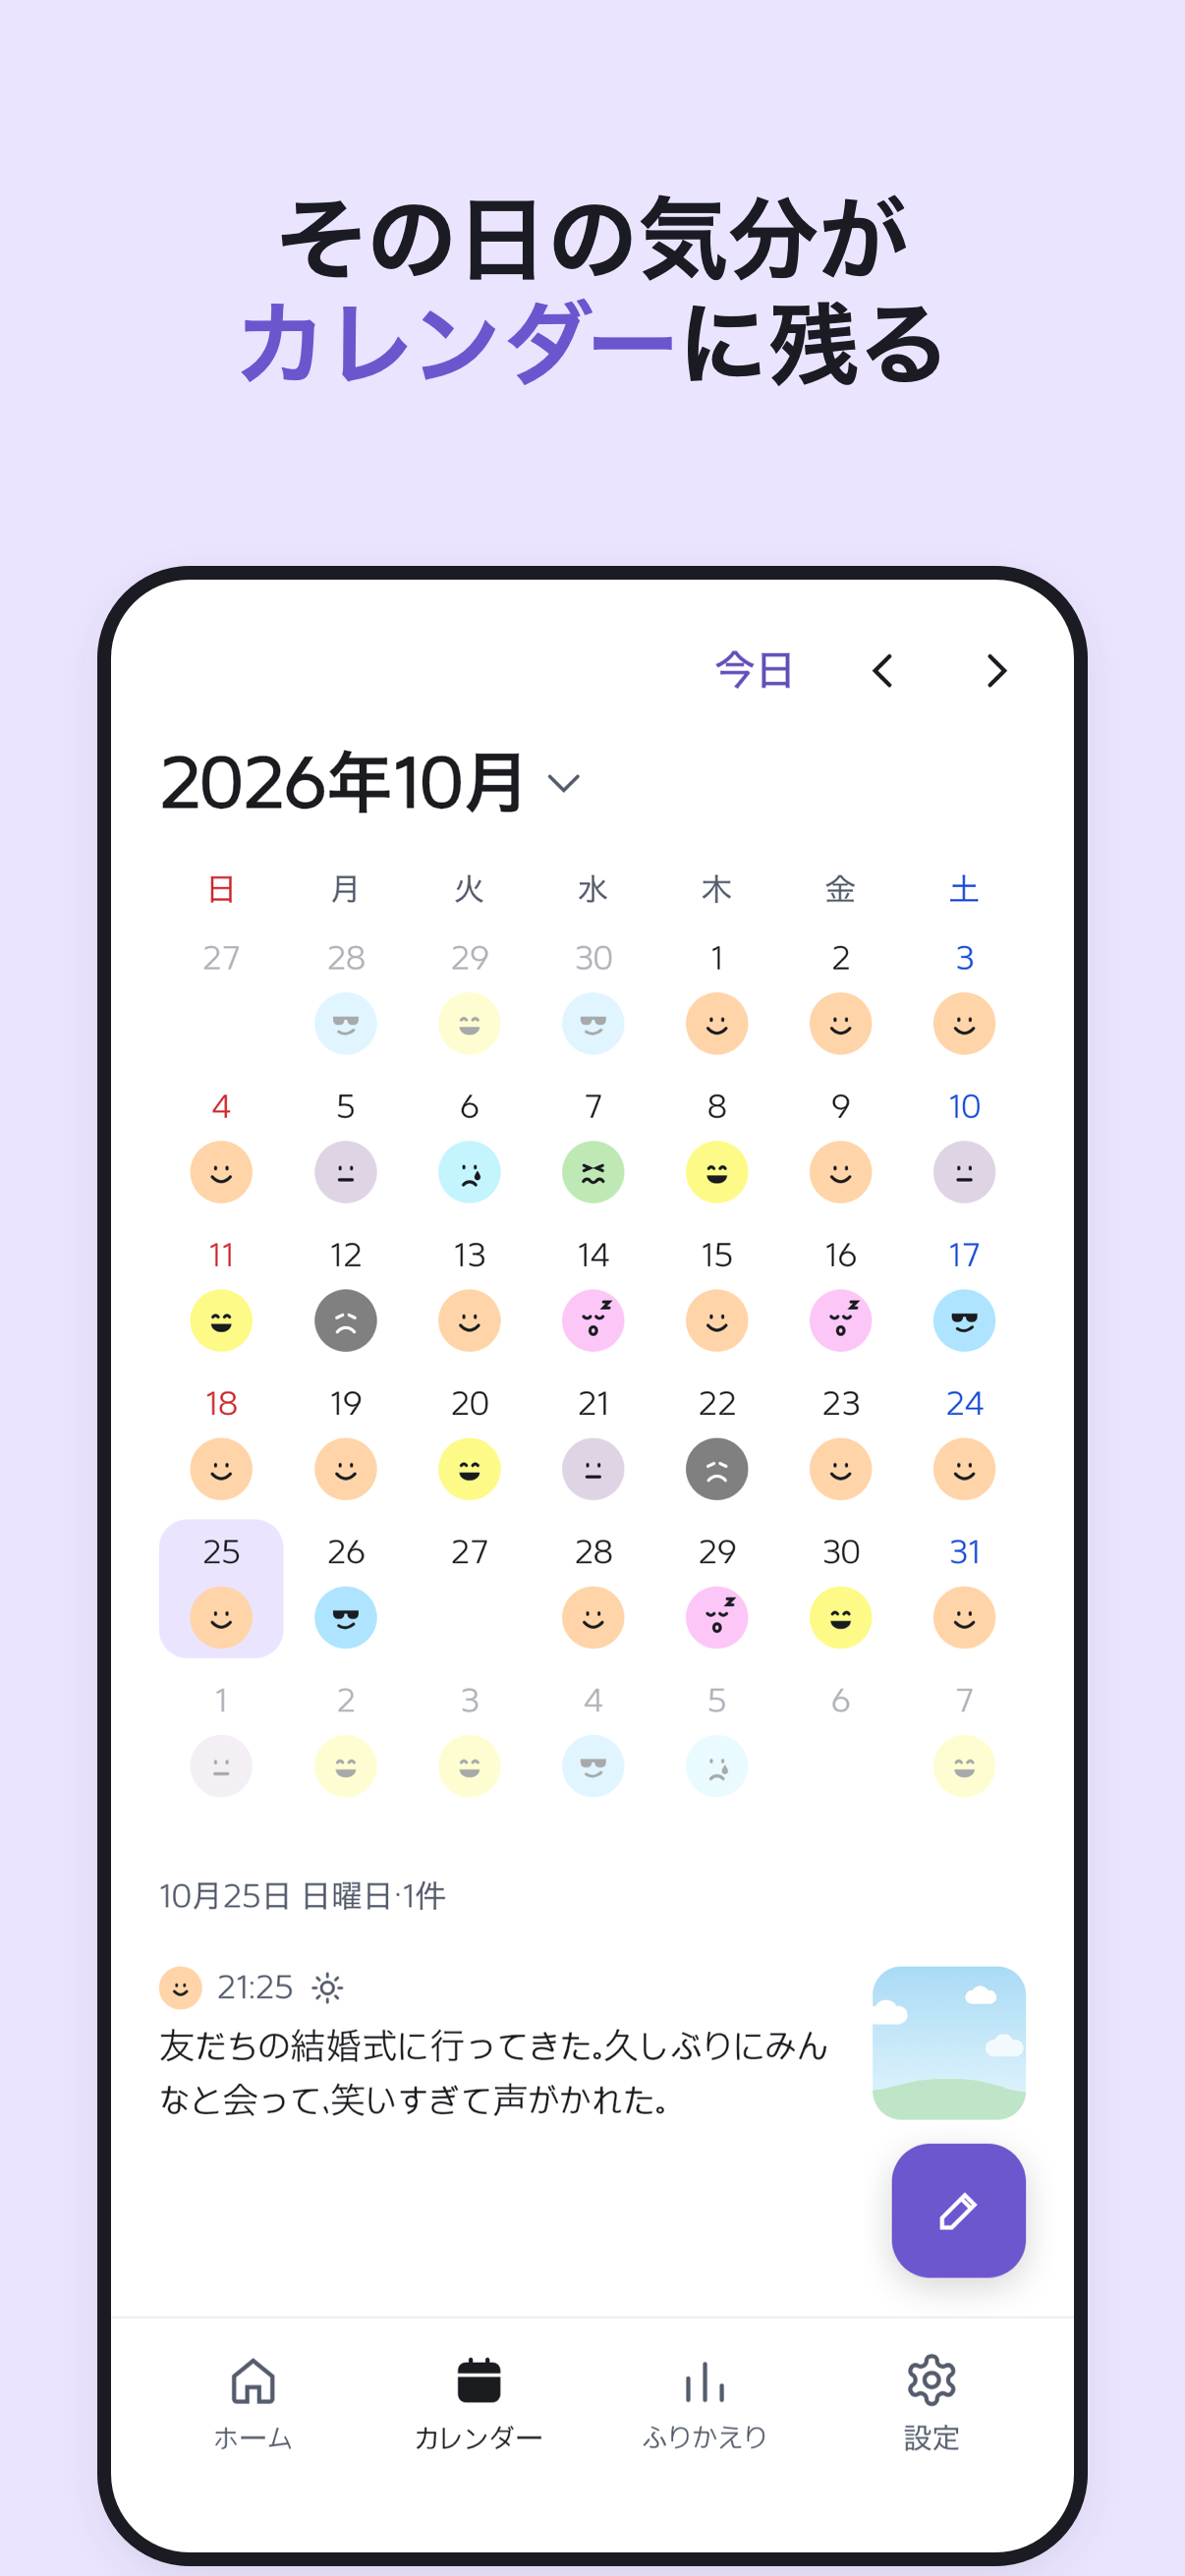 その日の気分が
カレンダーに残る
今日
2026年10月
日 月 火 水 木 金 土
27 28 29 30 1 2 3
4 5 6 7 8 9 10
11 12 13 14 15 16 17
18 19 20 21 22 23 24
25 26 27 28 29 30 31
1 2 3 4 5 6 7
10月25日 日曜日·1件
21:25
友だちの結婚式に行ってきた。久しぶりにみん
なと会って、笑いすぎて声がかれた。
ホーム カレンダー ふりかえり 設定